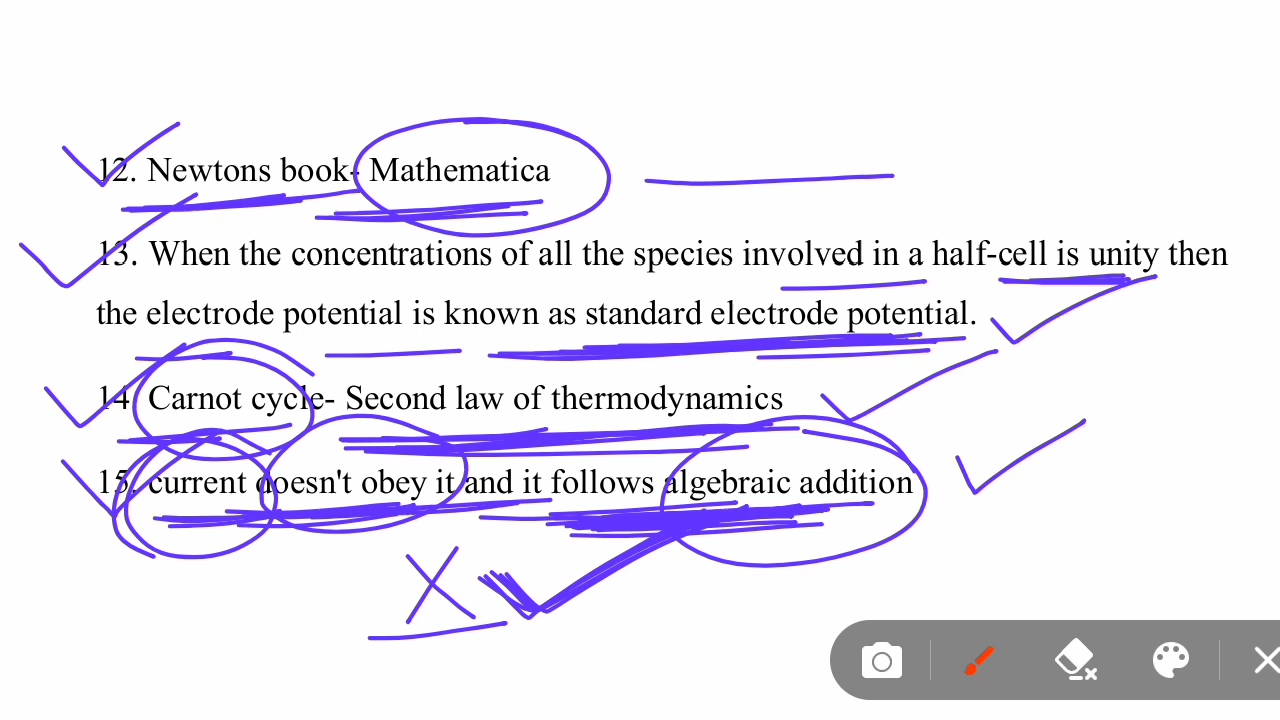 12. Newtons book- Mathematica
13. When the concentrations of all the species involved in a half-cell is unity then
the electrode potential is known as standard electrode potential.
14. Carnot cycle- Second law of thermodynamics
15. current doesn't obey it and it follows algebraic addition